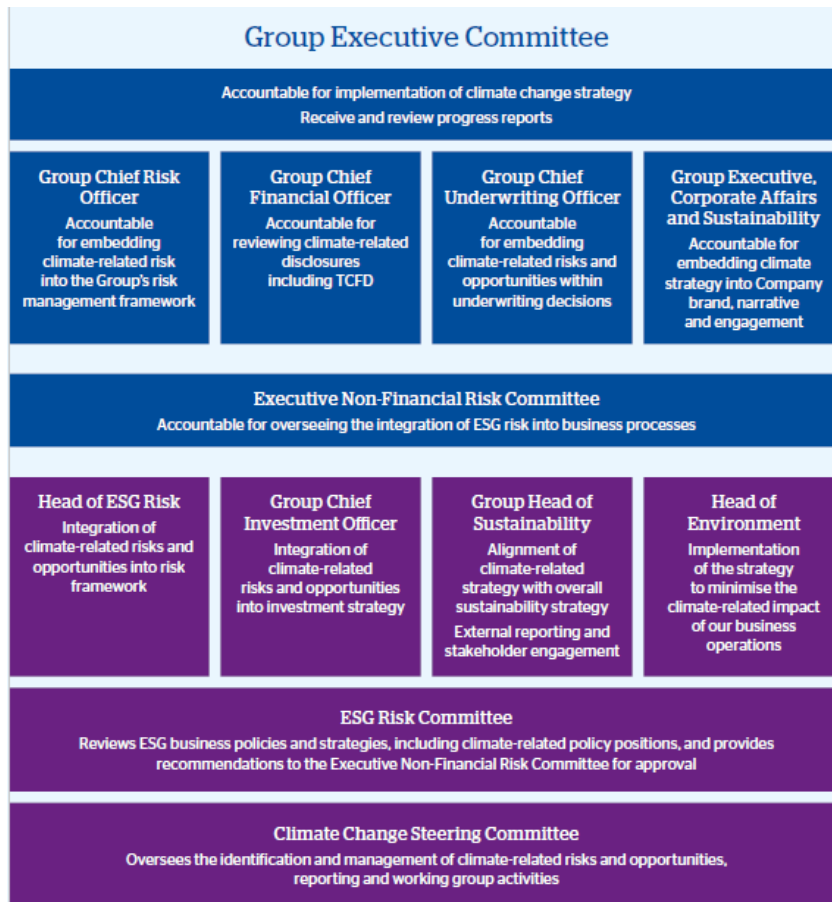 Group Executive Committee
Accountable for implementation of climate change strategy
Receive and review progress reports
Group Chief Risk
Officer
Accountable
for embedding
climate-related risk
into the Group's risk
management framework
Group Chief
Financial Officer
Accountable for
reviewing climate-related
disclosures
including TCFD
Group Chief
Underwriting Officer
Accountable
for embedding
climate-related risks and
opportunities within
underwriting decisions
Group Executive,
Corporate Affairs
and Sustainability
Accountable for
embedding climate
strategy into Company
brand, narrative
and engagement
Executive Non-Financial Risk Committee
Accountable for overseeing the integration of ESG risk into business processes
Head of ESG Risk
Integration of
climate-related risks and
opportunities into risk
framework
Group Chief
Investment Officer
Integration of
climate-related
risks and opportunities
into investment strategy
Group Head of
Sustainability
Alignment of
climate-related
strategy with overall
sustainability strategy
External reporting and
stakeholder engagement
Head of
Environment
Implementation
of the strategy
to minimise the
climate-related impact
of our business
operations
ESG Risk Committee
Reviews ESG business policies and strategies, including climate-related policy positions, and provides
recommendations to the Executive Non-Financial Risk Committee for approval
Climate Change Steering Committee
Oversees the identification and management of climate-related risks and opportunities,
reporting and working group activities